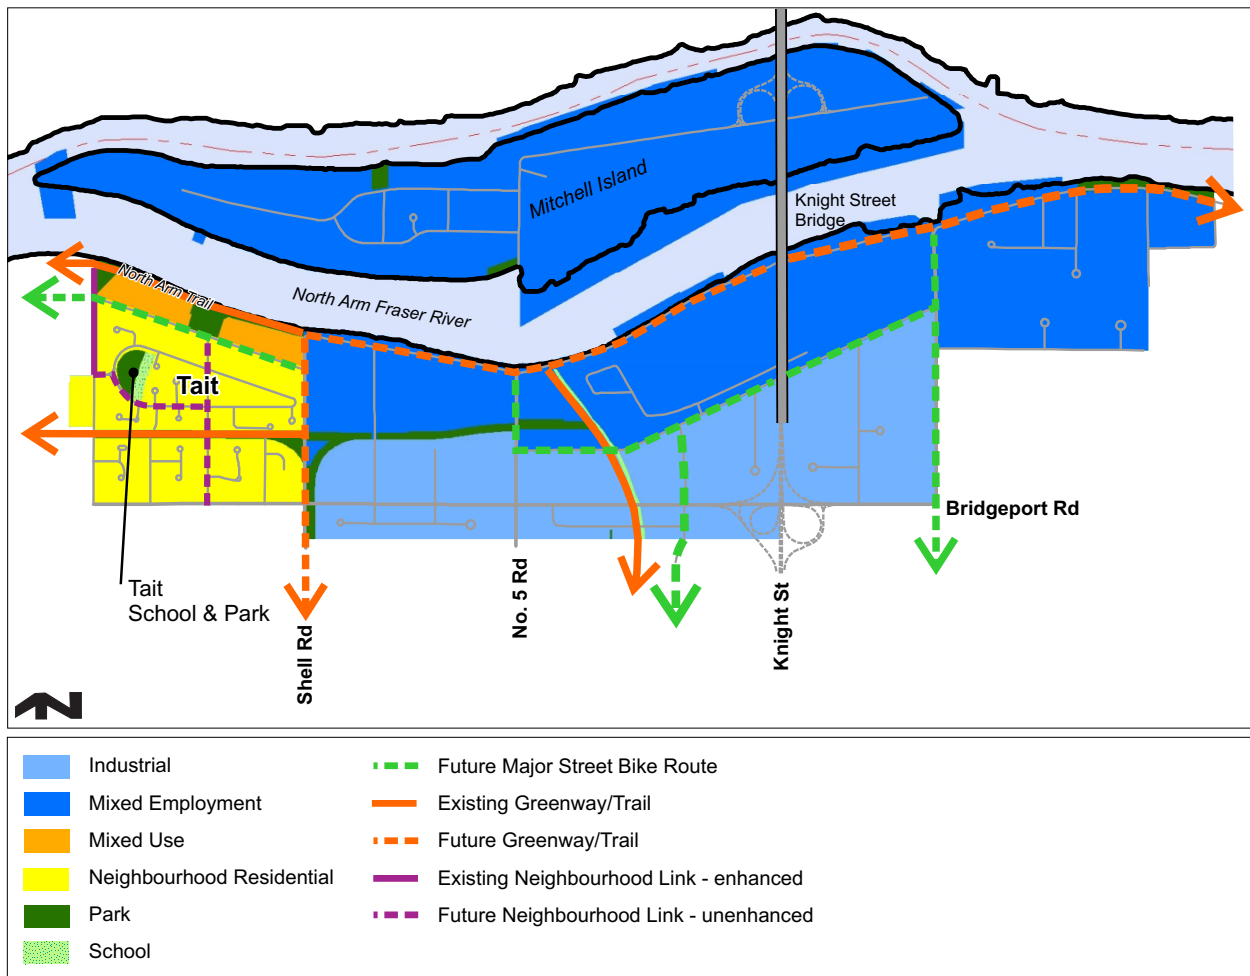 Mitchell Island
Knight Street
Bridge
North Arm Trail
North Arm Fraser River
Tait
Bridgeport Rd
Tait
School & Park
Shell Rd
No. 5 Rd
Knight St
N
Industrial
Mixed Employment
Mixed Use
Neighbourhood Residential
Park
School
Future Major Street Bike Route
Existing Greenway/Trail
Future Greenway/Trail
Existing Neighbourhood Link - enhanced
Future Neighbourhood Link - unenhanced